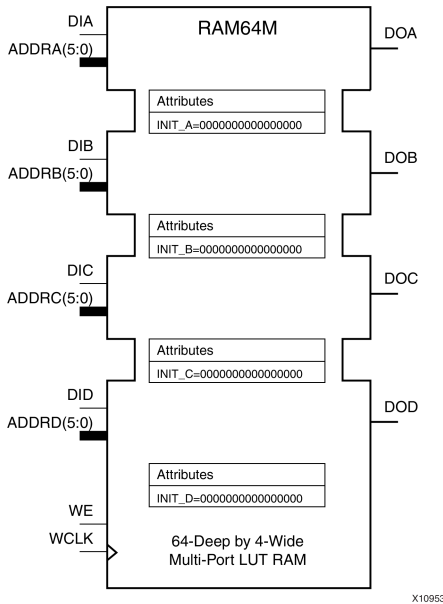 RAM64M
DIA
ADDRA(5:0)
DOA
Attributes
INIT_A=0000000000000000
DIB
ADDRB(5:0)
DOB
Attributes
INIT_B=0000000000000000
DIC
ADDRC(5:0)
DOC
Attributes
INIT_C=0000000000000000
DID
ADDRD(5:0)
DOD
Attributes
INIT_D=0000000000000000
WE
WCLK
64-Deep by 4-Wide
Multi-Port LUT RAM
X10953